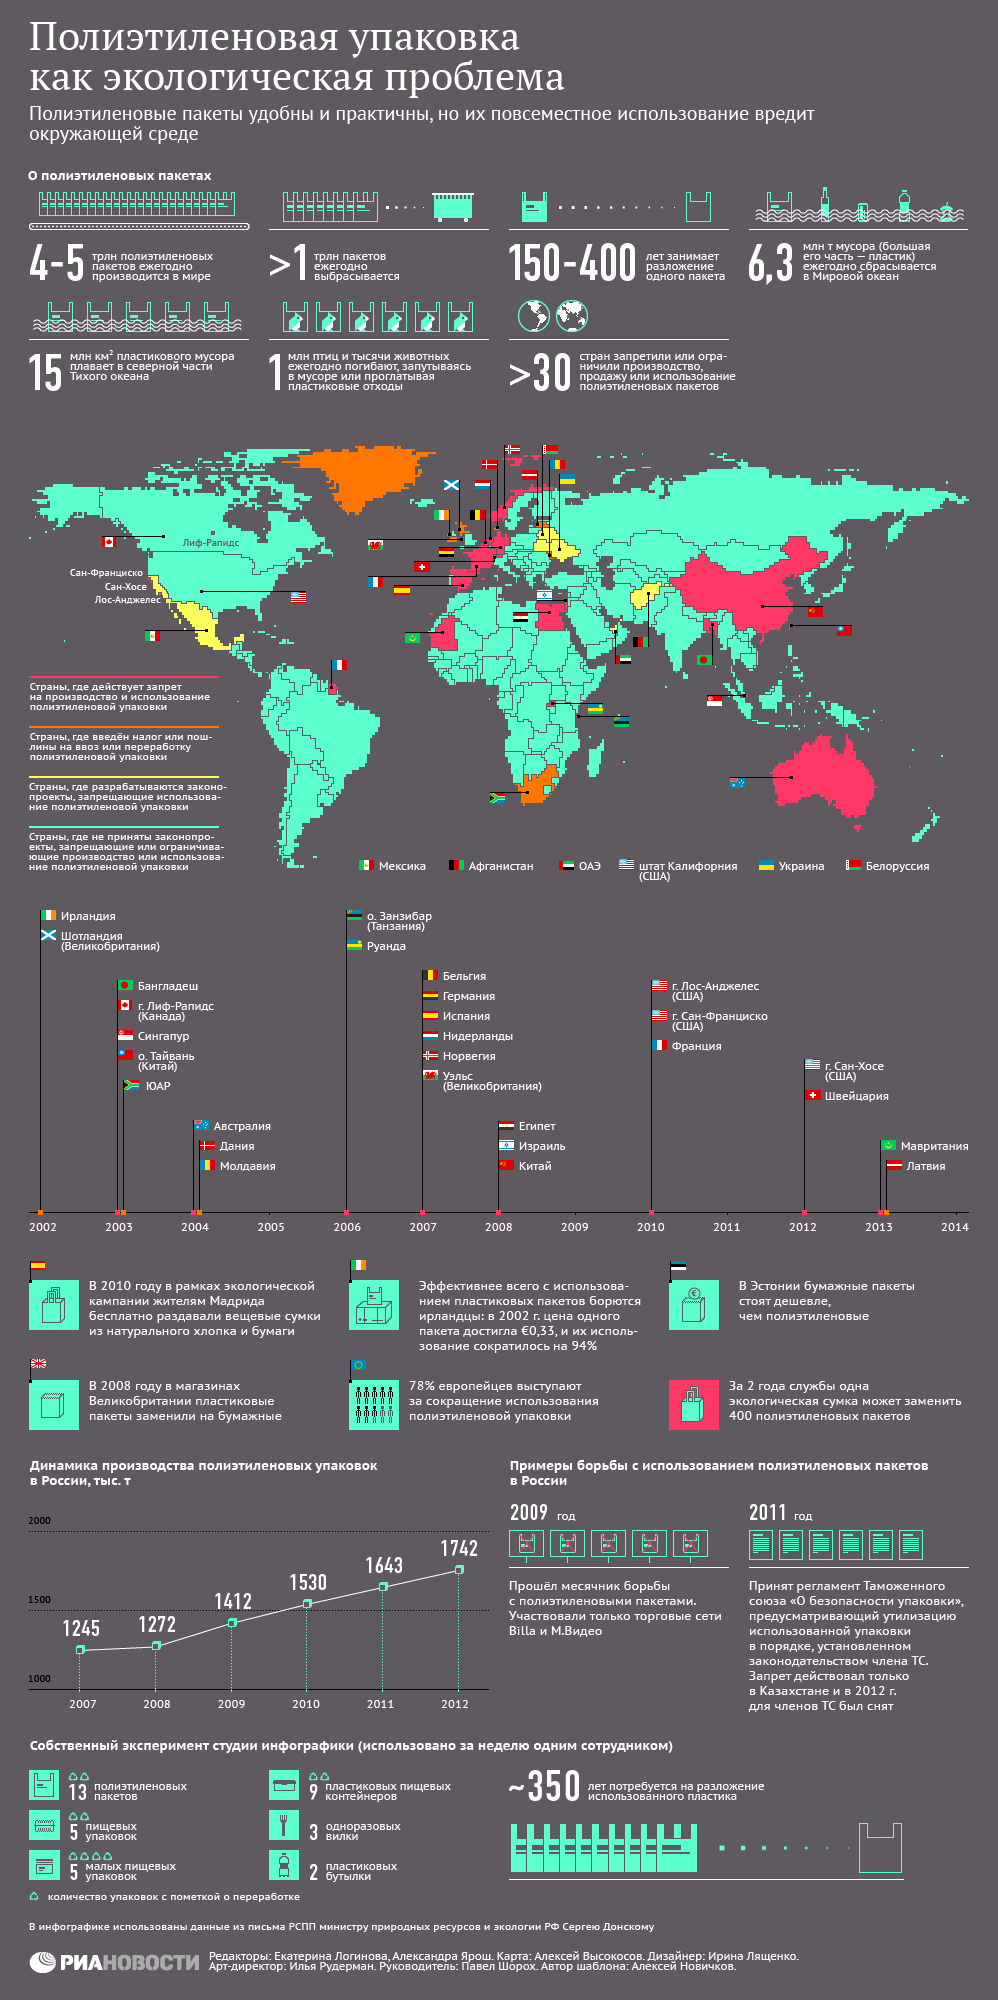 Полиэтиленовая упаковка
как экологическая проблема
Полиэтиленовые пакеты удобны и практичны, но их повсеместное использование вредит
окружающей среде
О полиэтиленовых пакетах
4-5
трлн полиэтиленовых
пакетов ежегодно
производится в мире
>1
трлн пакетов
ежегодно
выбрасывается
150-400
лет занимает
разложение
одного пакета
6,3
млн т мусора (большая
его часть — пластик)
ежегодно сбрасывается
в Мировой океан
15
млн км² пластикового мусора
плавает в северной части
Тихого океана
1
млн птиц и тысячи животных
ежегодно погибают, запутываясь
в мусоре или проглатывая
пластиковые отходы
>30
стран запретили или огра-
ничили производство,
продажу или использование
полиэтиленовых пакетов
Лиф-Рапидс
Сан-Франциско
Сан-Хосе
Лос-Анджелес
Страны, где действует запрет
на производство и использование
полиэтиленовой упаковки
Страны, где введён налог или пош-
лины на ввоз или переработку
полиэтиленовой упаковки
Страны, где разрабатываются законо-
проекты, запрещающие использова-
ние полиэтиленовой упаковки
Страны, где не приняты законопро-
екты, запрещающие или ограничива-
ющие производство или использова-
ние полиэтиленовой упаковки
Мексика
Афганистан
ОАЭ
штат Калифорния
(США)
Украина
Белоруссия
Ирландия
Шотландия
(Великобритания)
Бангладеш
г. Лиф-Рапидс
(Канада)
Сингапур
о. Тайвань
(Китай)
ЮАР
Австралия
Дания
Молдавия
о. Занзибар
(Танзания)
Руанда
Бельгия
Германия
Испания
Нидерланды
Норвегия
Уэльс
(Великобритания)
Египет
Израиль
Китай
г. Лос-Анджелес
(США)
г. Сан-Франциско
(США)
Франция
г. Сан-Хосе
(США)
Швейцария
Мавритания
Латвия
2002 2003 2004 2005 2006 2007 2008 2009 2010 2011 2012 2013 2014
В 2010 году в рамках экологической
кампании жителям Мадрида
бесплатно раздавали вещевые сумки
из натурального хлопка и бумаги
Эффективнее всего с использова-
нием пластиковых пакетов борются
ирландцы: в 2002 г. цена одного
пакета достигла €0,33, и их исполь-
зование сократилось на 94%
€
В Эстонии бумажные пакеты
стоят дешевле,
чем полиэтиленовые
В 2008 году в магазинах
Великобритании пластиковые
пакеты заменили на бумажные
78% европейцев выступают
за сокращение использования
полиэтиленовой упаковки
За 2 года службы одна
экологическая сумка может заменить
400 полиэтиленовых пакетов
Динамика производства полиэтиленовых упаковок
в России, тыс. т
2000
1500
1000
1245
1272
1412
1530
1643
1742
2007 2008 2009 2010 2011 2012
Примеры борьбы с использованием полиэтиленовых пакетов
в России
2009 год
Прошёл месячник борьбы
с полиэтиленовыми пакетами.
Участвовали только торговые сети
Billa и М.Видео
2011 год
Принят регламент Таможенного
союза «О безопасности упаковки»,
предусматривающий утилизацию
использованной упаковки
в порядке, установленном
законодательством члена ТС.
Запрет действовал только
в Казахстане и в 2012 г.
для членов ТС был снят
Собственный эксперимент студии инфографики (использовано за неделю одним сотрудником)
13
полиэтиленовых
пакетов
5
пищевых
упаковок
5
малых пищевых
упаковок
9
пластиковых пищевых
контейнеров
3
одноразовых
вилки
2
пластиковых
бутылки
~350
лет потребуется на разложение
использованного пластика
количество упаковок с пометкой о переработке
В инфографике использованы данные из письма РСПП министру природных ресурсов и экологии РФ Сергею Донскому
РИАНОВОСТИ
Редакторы: Екатерина Логинова, Александра Ярош. Карта: Алексей Высокосов. Дизайнер: Ирина Лященко.
Арт-директор: Илья Рудерман. Руководитель: Павел Шорох. Автор шаблона: Алексей Новичков.